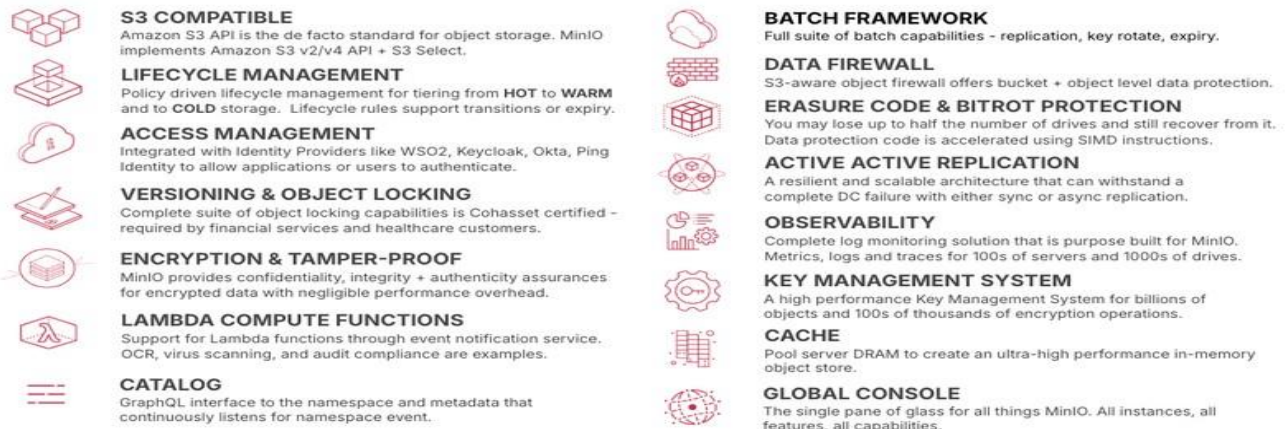 S3 COMPATIBLE
Amazon S3 API is the de facto standard for object storage. MinIO
implements Amazon S3 v2/v4 API + S3 Select.
LIFECYCLE MANAGEMENT
Policy driven lifecycle management for tiering from HOT to WARM
and to COLD storage. Lifecycle rules support transitions or expiry.
ACCESS MANAGEMENT
Integrated with Identity Providers like WSO2, Keycloak, Okta, Ping
Identity to allow applications or users to authenticate.
VERSIONING & OBJECT LOCKING
Complete suite of object locking capabilities is Cohasset certified –
required by financial services and healthcare customers.
ENCRYPTION & TAMPER-PROOF
MinIO provides confidentiality, integrity + authenticity assurances
for encrypted data with negligible performance overhead.
LAMBDA COMPUTE FUNCTIONS
Support for Lambda functions through event notification service.
OCR, virus scanning, and audit compliance are examples.
CATALOG
GraphQL interface to the namespace and metadata that
continuously listens for namespace event.
BATCH FRAMEWORK
Full suite of batch capabilities - replication, key rotate, expiry.
DATA FIREWALL
S3-aware object firewall offers bucket + object level data protection.
ERASURE CODE & BITROT PROTECTION
You may lose up to half the number of drives and still recover from it.
Data protection code is accelerated using SIMD instructions.
ACTIVE ACTIVE REPLICATION
A resilient and scalable architecture that can withstand a
complete DC failure with either sync or async replication.
OBSERVABILITY
Complete log monitoring solution that is purpose built for MinIO.
Metrics, logs and traces for 100s of servers and 1000s of drives.
KEY MANAGEMENT SYSTEM
A high performance Key Management System for billions of
objects and 100s of thousands of encryption operations.
CACHE
Pool server DRAM to create an ultra-high performance in-memory
object store.
GLOBAL CONSOLE
The single pane of glass for all things MinIO. All instances, all
features, all capabilities.